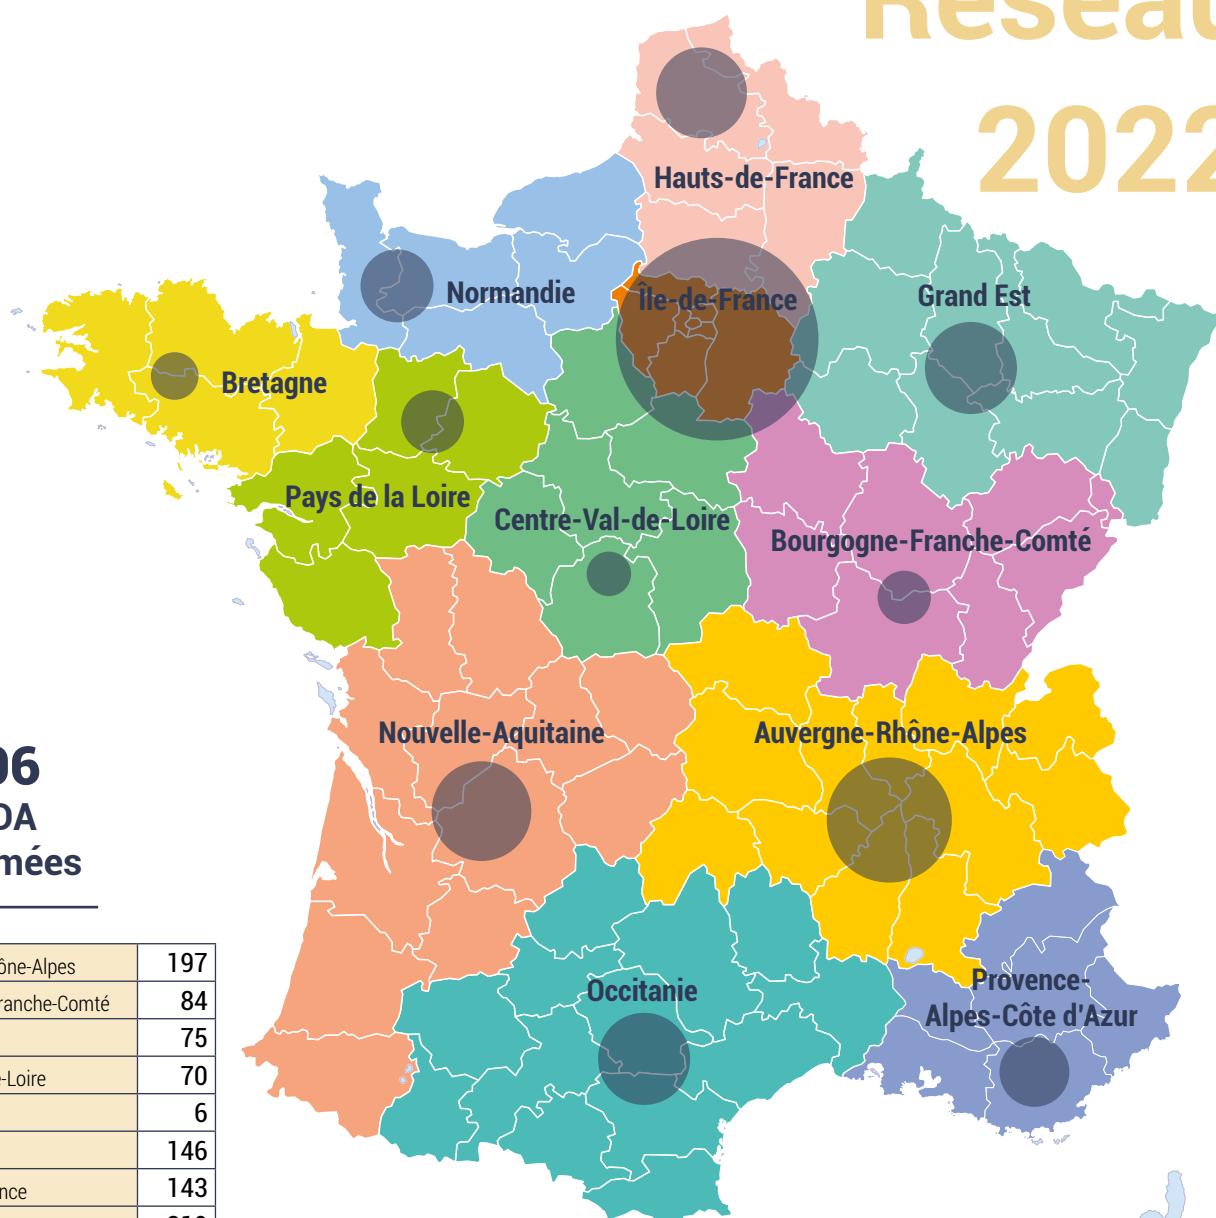 2022
Hauts-de-France
Normandie
Île-de-France
Grand Est
Bretagne
Pays de la Loire
Centre-Val-de-Loire
Bourgogne-Franche-Comté
Nouvelle-Aquitaine
Auvergne-Rhône-Alpes
Occitanie
Provence-
Alpes-Côte d'Azur
06
DA
mées
ône-Alpes 197
ranche-Comté 84
75
-Loire 70
6
146
nce 143